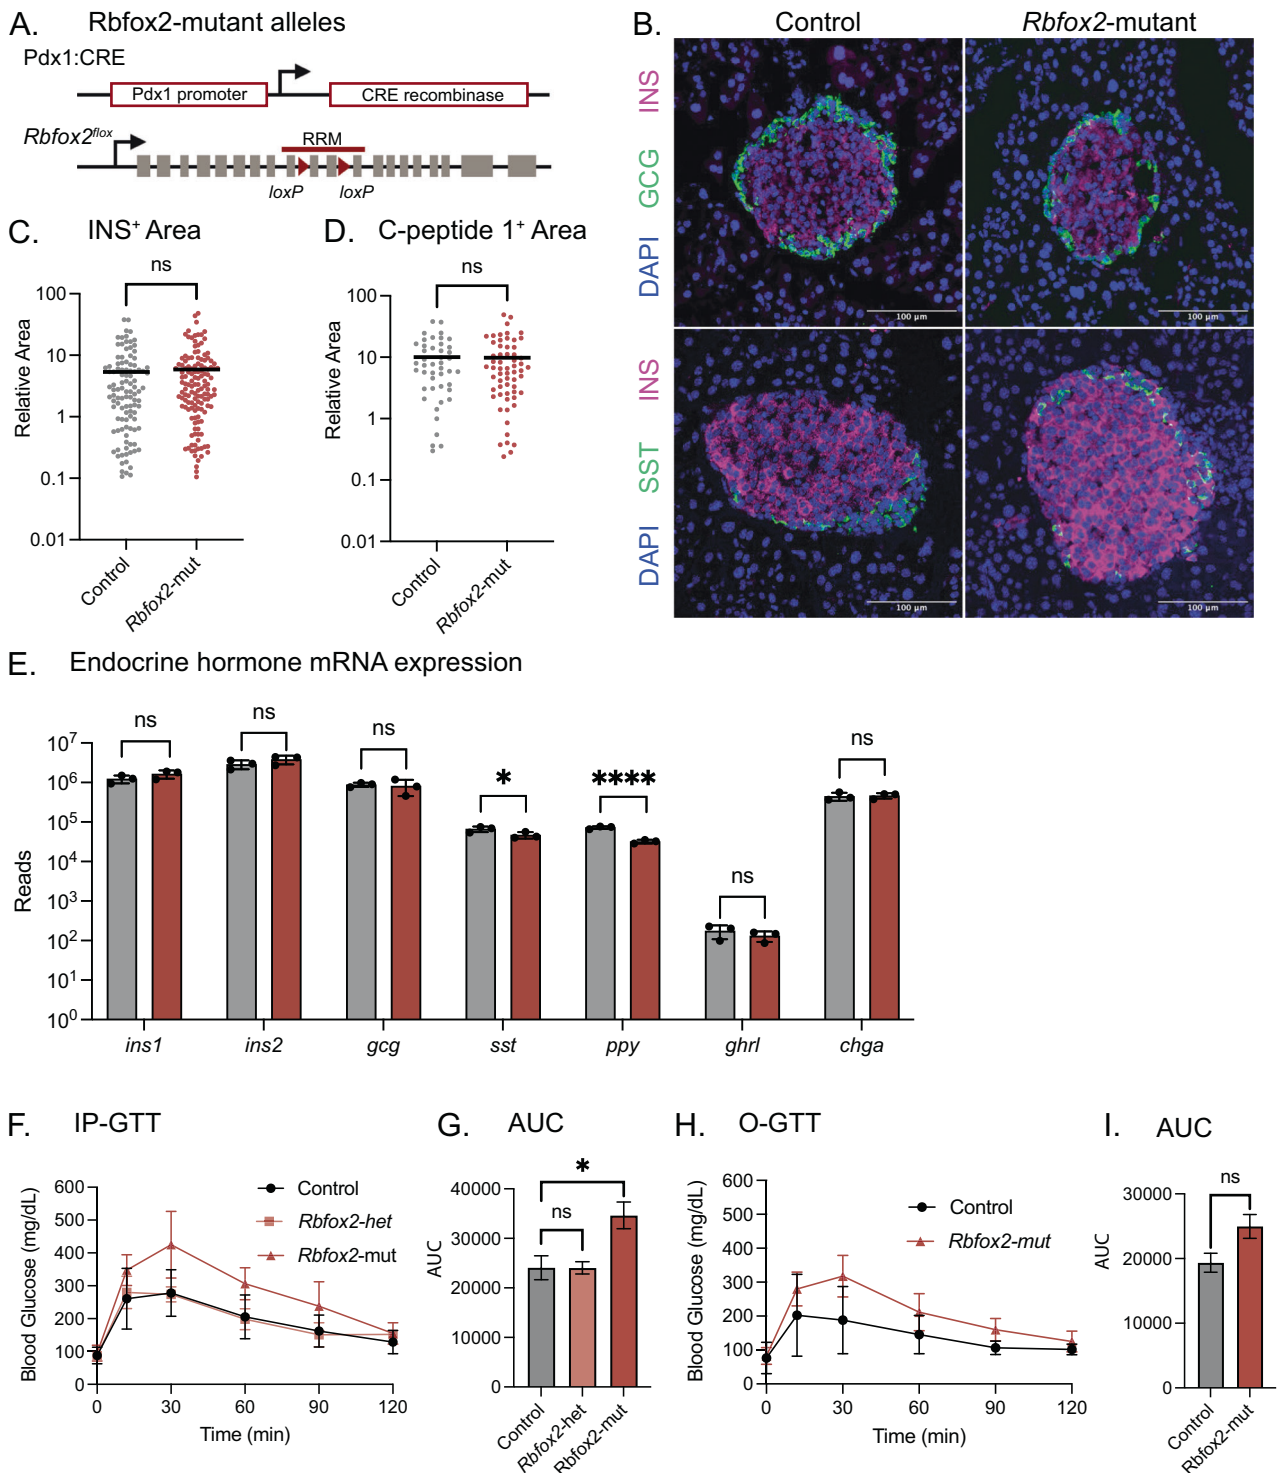 A. Rbfox2-mutant alleles
Pdx1:CRE
Pdx1 promoter
CRE recombinase
Rbfox2flox
RRM
loxP
loxP
B.
Control
Rbfox2-mutant
DAPI GCG INS
100 µm
100 µm
DAPI SST INS
100 µm
100 µm
C. INS+ Area
ns
Relative Area
100
10
1
0.1
0.01
Control
Rbfox2-mut
D. C-peptide 1+ Area
ns
Relative Area
100
10
1
0.1
0.01
Control
Rbfox2-mut
E. Endocrine hormone mRNA expression
Reads
10⁷
10⁶
10⁵
10⁴
10³
10²
10¹
10⁰
ns
ns
ns
*
****
ns
ns
ins1 ins2 gcg sst ppy ghrl chga
F. IP-GTT
Blood Glucose (mg/dL)
600
500
400
300
200
100
0
Control
Rbfox2-het
Rbfox2-mut
0 30 60 90 120
Time (min)
G. AUC
*
ns
AUC
40000
30000
20000
10000
0
Control
Rbfox2-het
Rbfox2-mut
H. O-GTT
Blood Glucose (mg/dL)
600
500
400
300
200
100
0
Control
Rbfox2-mut
0 30 60 90 120
Time (min)
I. AUC
ns
AUC
30000
20000
10000
0
Control
Rbfox2-mut